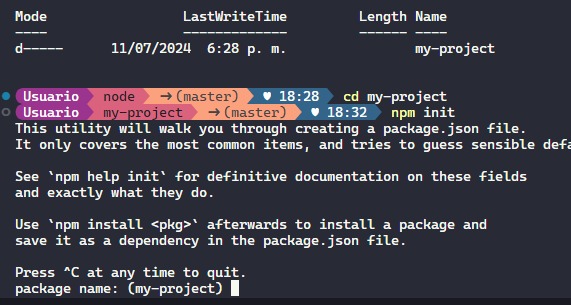 Mode LastWriteTime Length Name
---- ------------- ------ ----
d----- 11/07/2024 6:28 p. m. my-project
Usuario node →(master) ♥ 18:28 cd my-project
Usuario my-project →(master) ♥ 18:32 npm init
This utility will walk you through creating a package.json file.
It only covers the most common items, and tries to guess sensible defa
See `npm help init` for definitive documentation on these fields
and exactly what they do.
Use `npm install <pkg>` afterwards to install a package and
save it as a dependency in the package.json file.
Press ^C at any time to quit.
package name: (my-project)